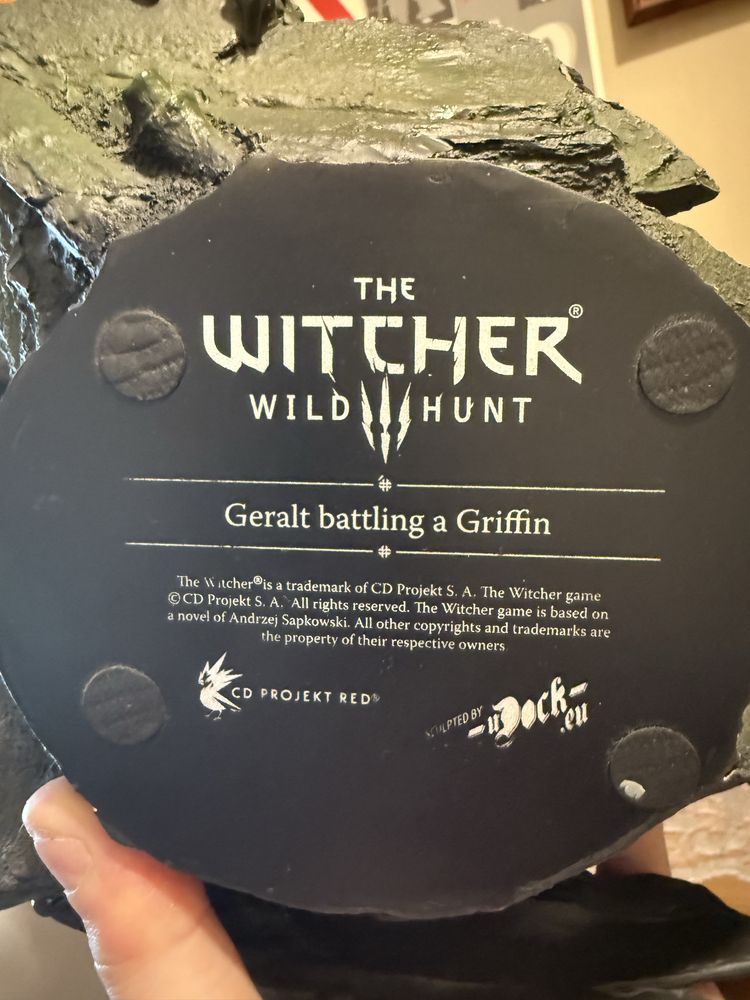 THE
WITCHER®
WILD HUNT
Geralt battling a Griffin
The Witcher® is a trademark of CD Projekt S. A. The Witcher game
© CD Projekt S. A. All rights reserved. The Witcher game is based on
a novel of Andrzej Sapkowski. All other copyrights and trademarks are
the property of their respective owners
CD PROJEKT RED®
SCULPTED BY
-uDock-
.eu